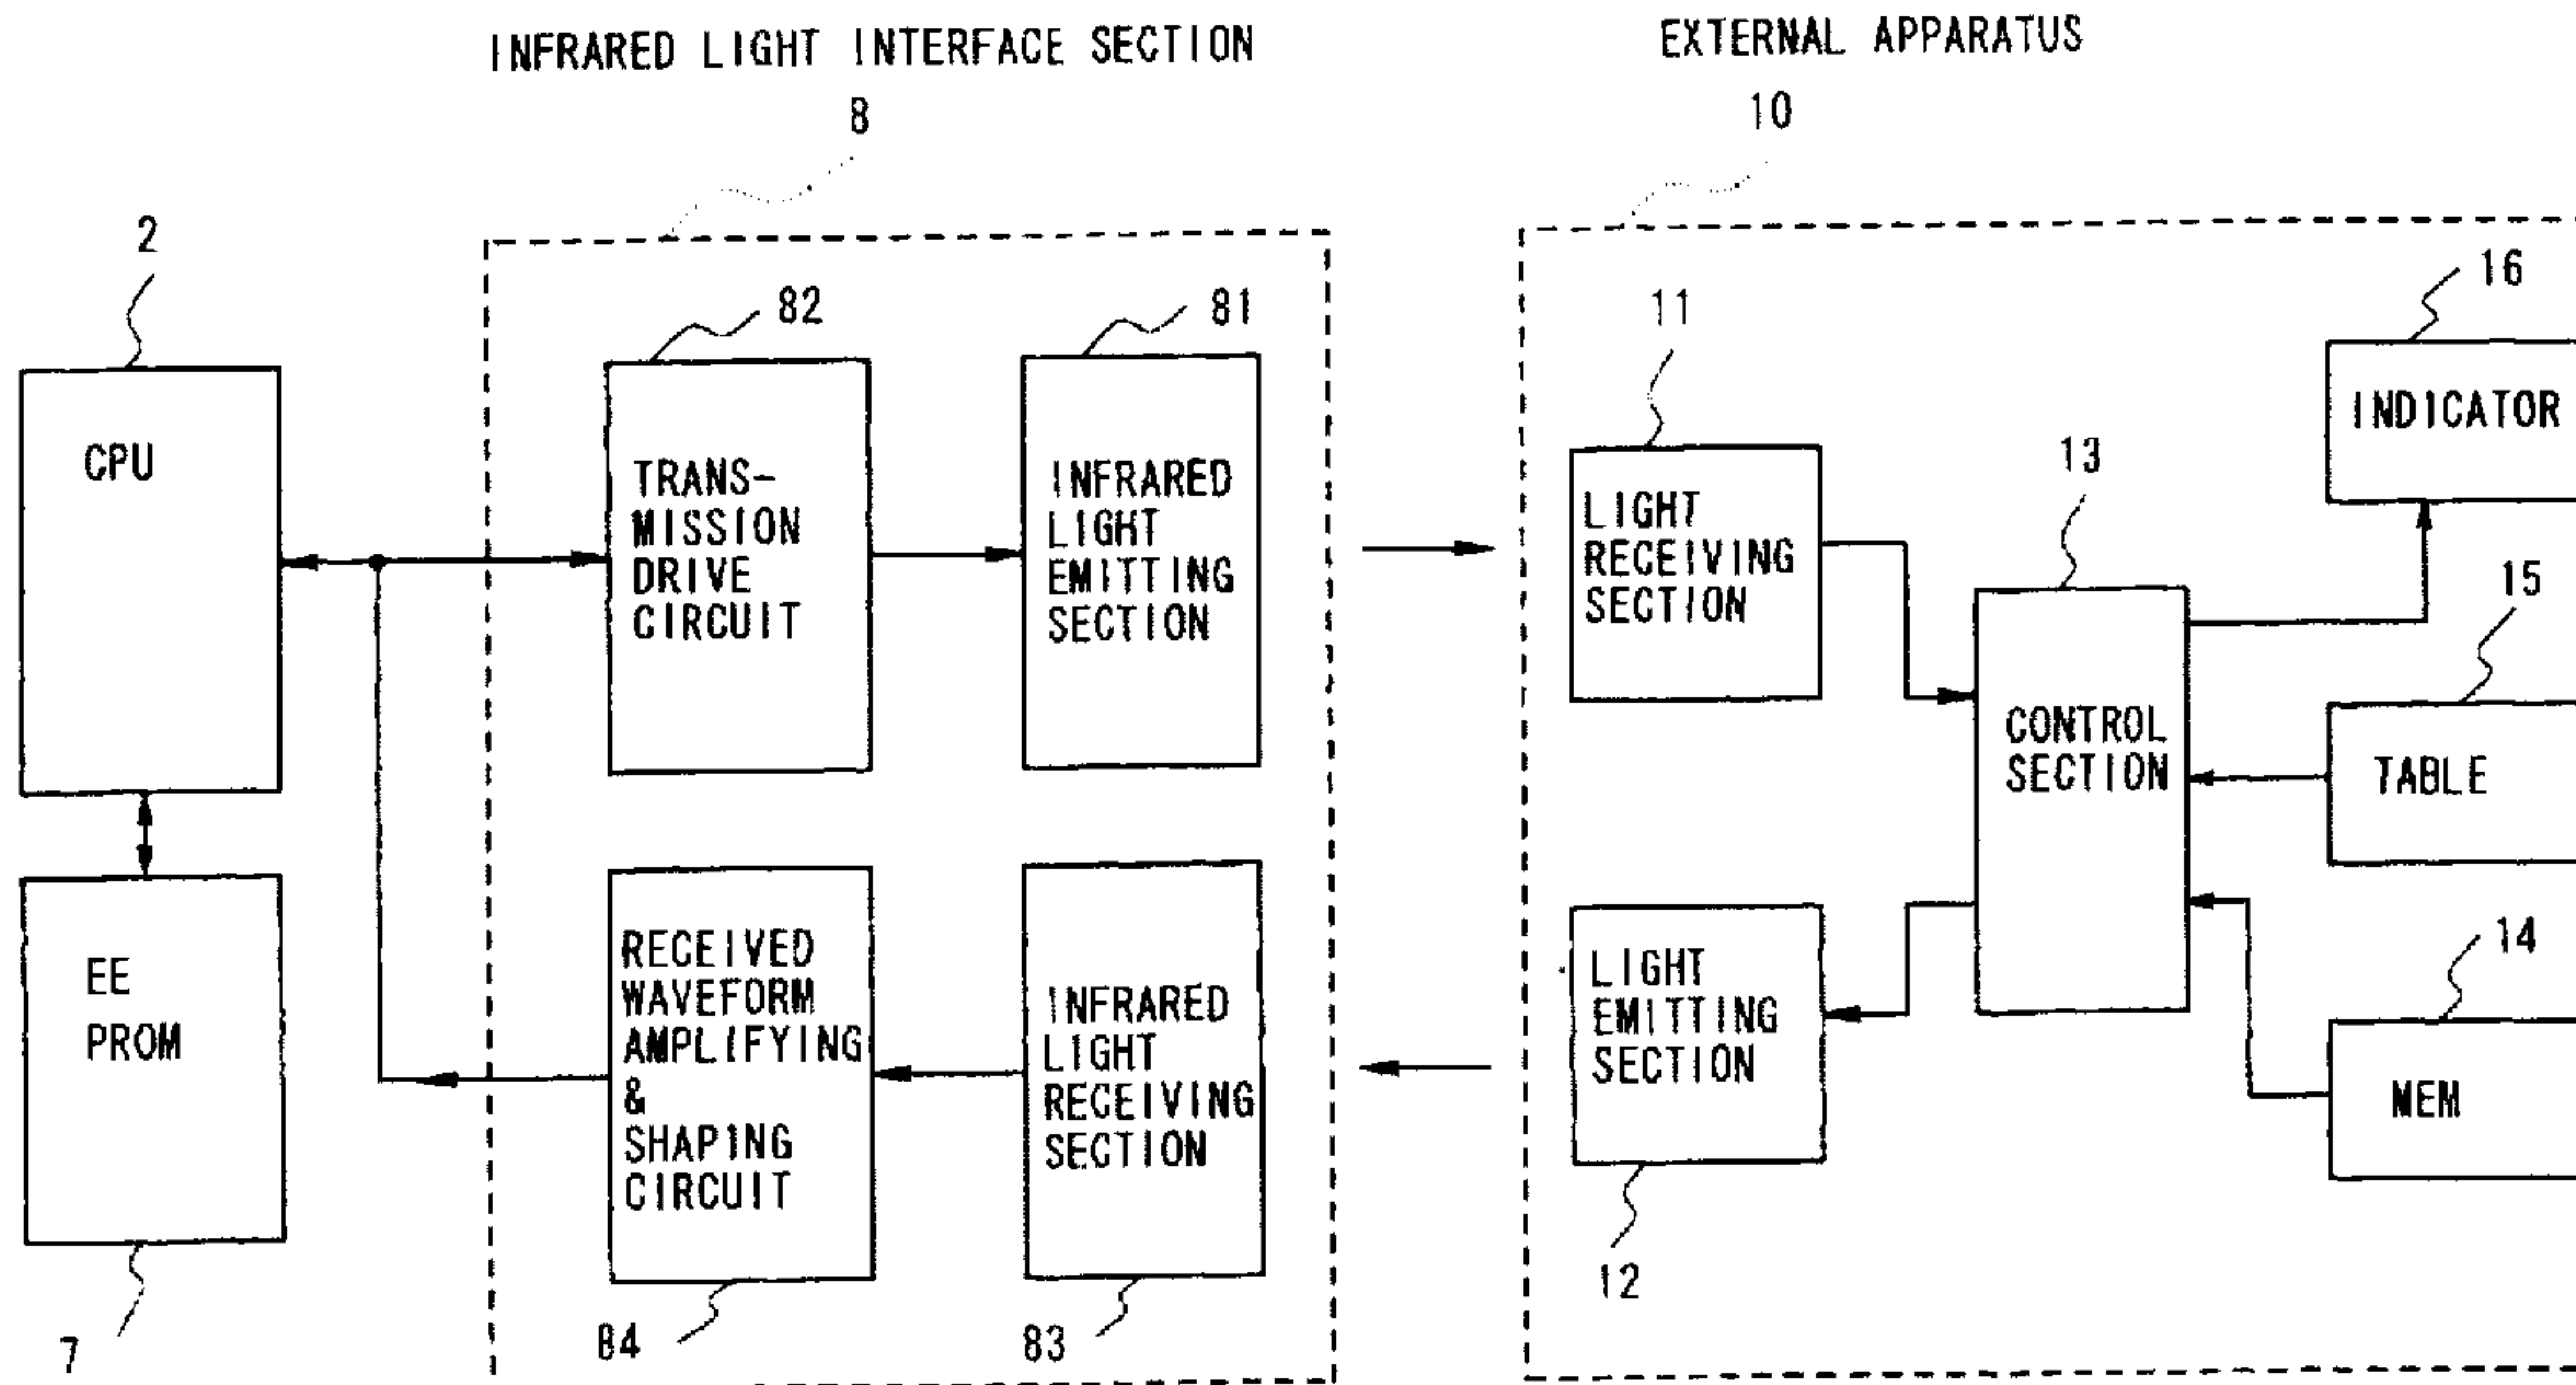 INFRARED LIGHT INTERFACE SECTION
8
EXTERNAL APPARATUS
10
2
CPU
EE
PROM
7
82
TRANS-
MISSION
DRIVE
CIRCUIT
81
INFRARED
LIGHT
EMITTING
SECTION
RECEIVED
WAVEFORM
AMPLIFYING
&
SHAPING
CIRCUIT
84
INFRARED
LIGHT
RECEIVING
SECTION
83
11
LIGHT
RECEIVING
SECTION
LIGHT
EMITTING
SECTION
12
13
CONTROL
SECTION
16
INDICATOR
15
TABLE
14
MEM